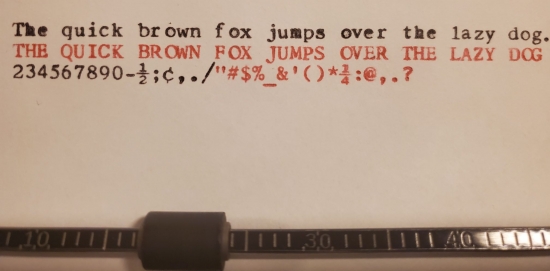 The quick brown fox jumps over the lazy dog.
THE QUICK BROWN FOX JUMPS OVER THE LAZY DOG
234567890-½;¢,./"#$%_&'()*¼:@,.?
10 30 40